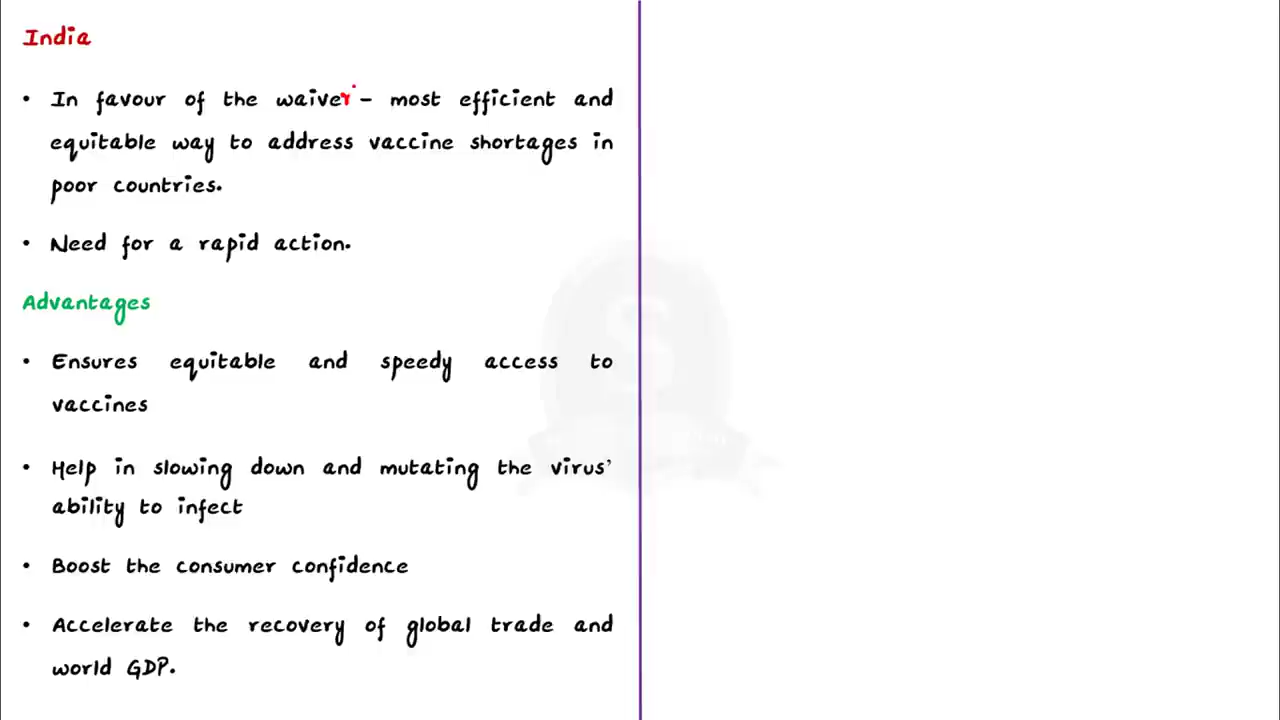 India
• In favour of the waiver - most efficient and
equitable way to address vaccine shortages in
poor countries.
• Need for a rapid action.
Advantages
• Ensures equitable and speedy access to
vaccines
• Help in slowing down and mutating the virus'
ability to infect
• Boost the consumer confidence
• Accelerate the recovery of global trade and
world GDP.